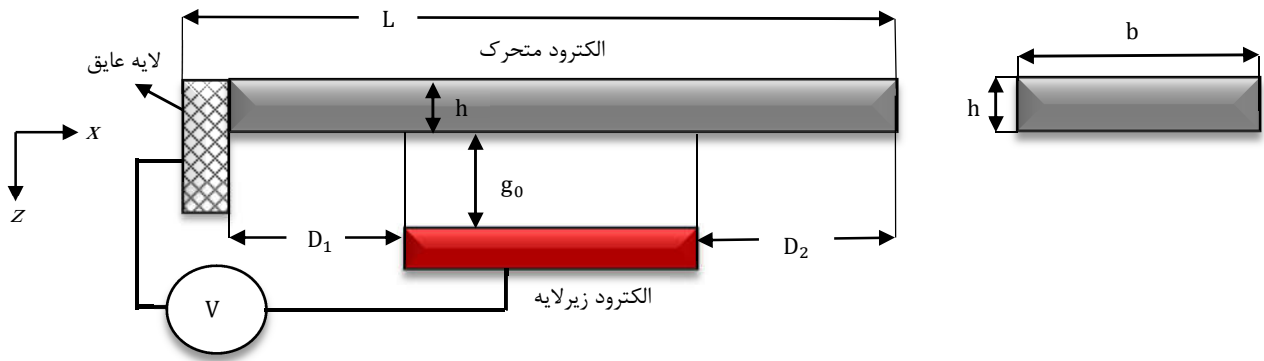 L
الکترود متحرک
b
لایه عایق
h
h
x
g₀
z
D₁
D₂
الکترود زیرلایه
V